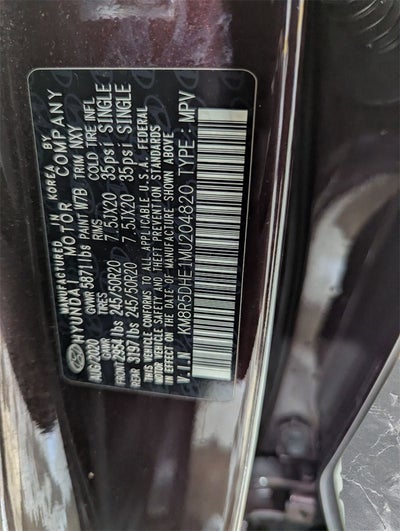 MANUFACTURED IN KOREA BY
HYUNDAI MOTOR COMPANY
AUG/2020 GVWR 5871 lbs PAINT W7B TRIM NXY
GAWR TIRES RIMS COLD TIRE INFL
FRONT 2954 lbs 245/50R20 7.5JX20 35psi SINGLE
REAR 3197 lbs 245/50R20 7.5JX20 35psi SINGLE
THIS VEHICLE CONFORMS TO ALL APPLICABLE U.S.A. FEDERAL
MOTOR VEHICLE SAFETY BUMPER AND THEFT PREVENTION STANDARDS
IN EFFECT ON THE DATE OF MANUFACTURE SHOWN ABOVE.
V.I.N KM8R5DHE1MU204820 TYPE : MPV